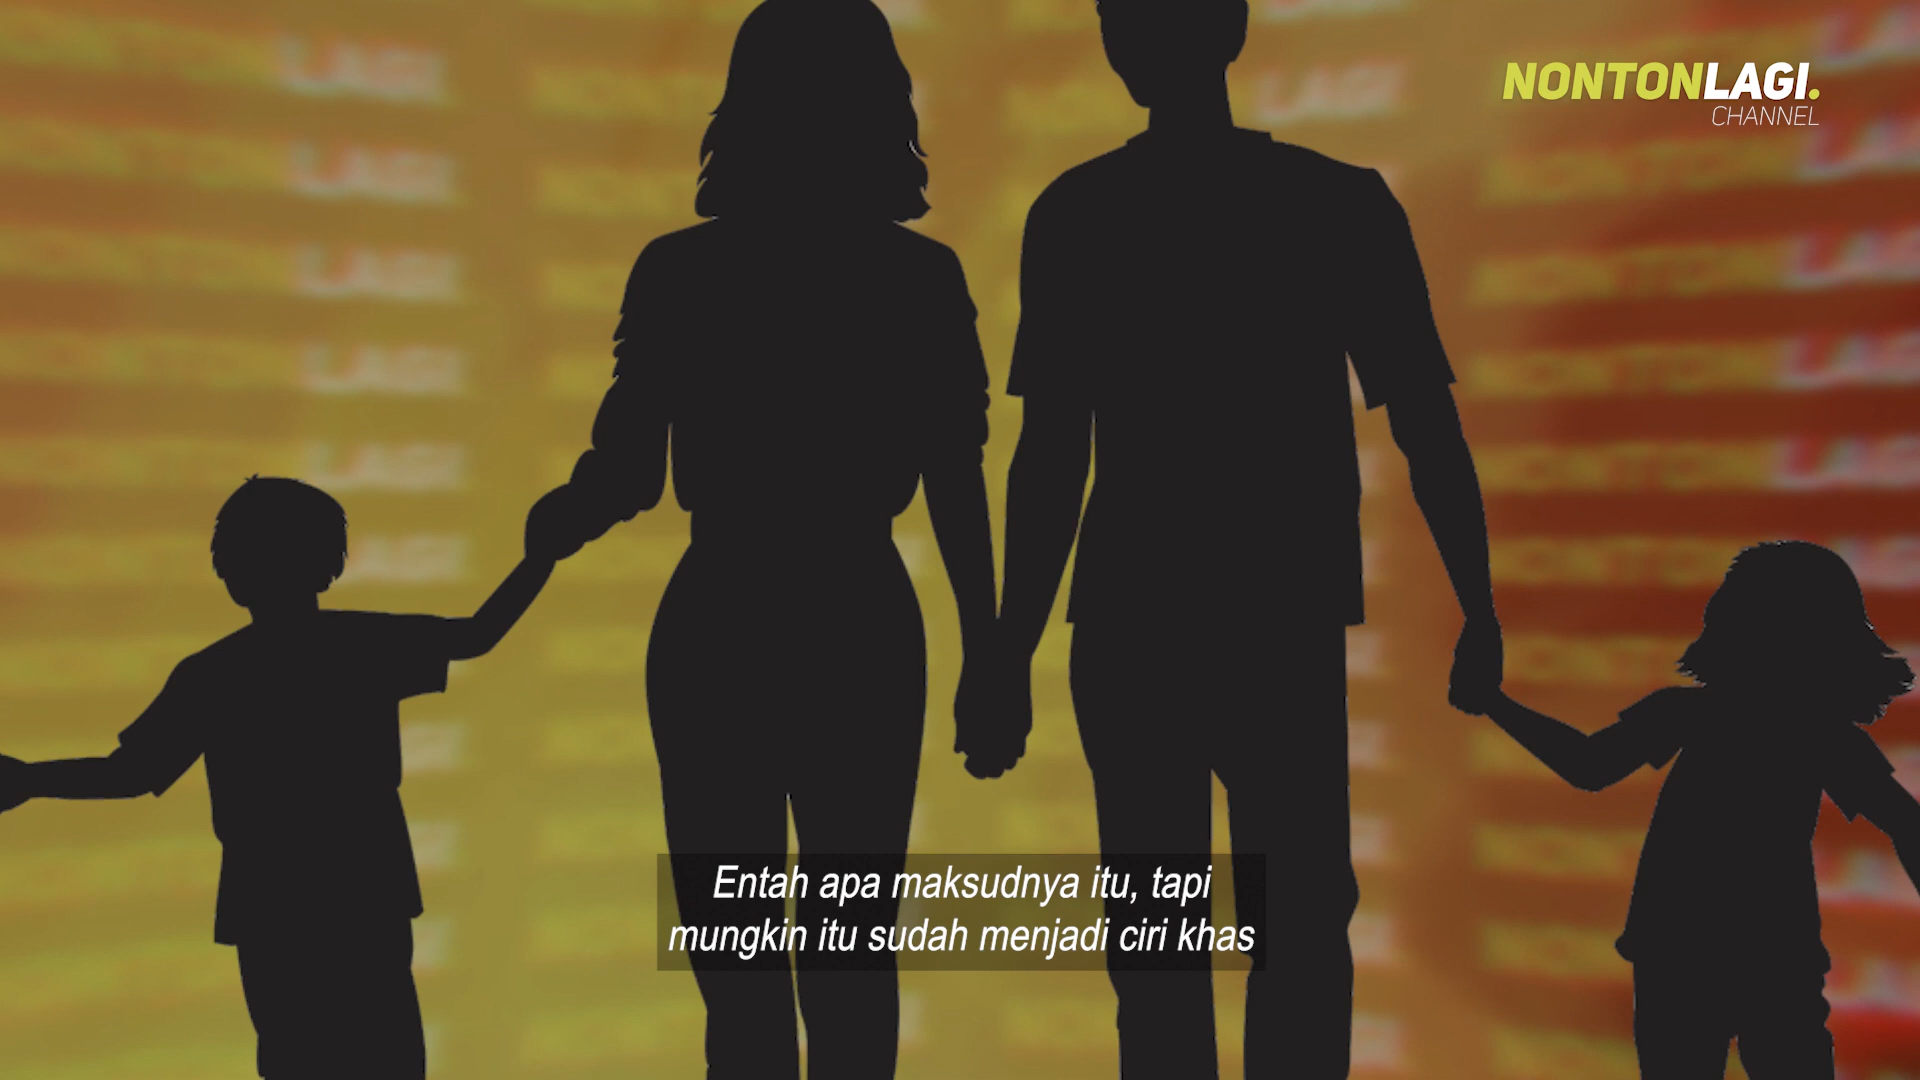 NONTONLAGI.
CHANNEL
Entah apa maksudnya itu, tapi
mungkin itu sudah menjadi ciri khas